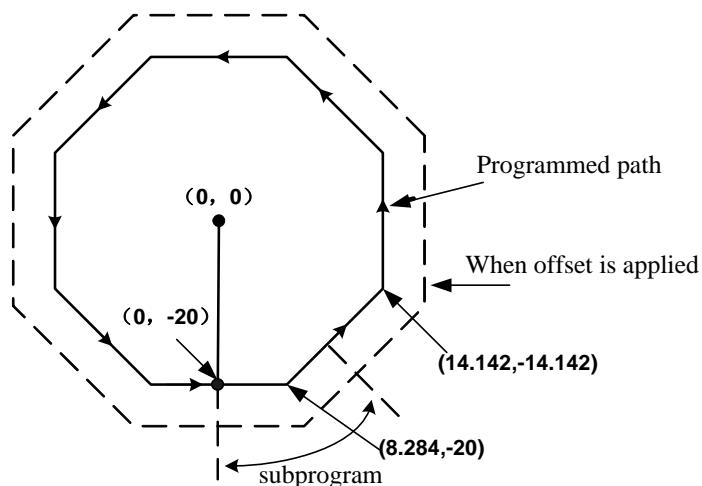 Programmed path
（0，0）
When offset is applied
（0，-20）
(14.142,-14.142)
(8.284,-20)
subprogram